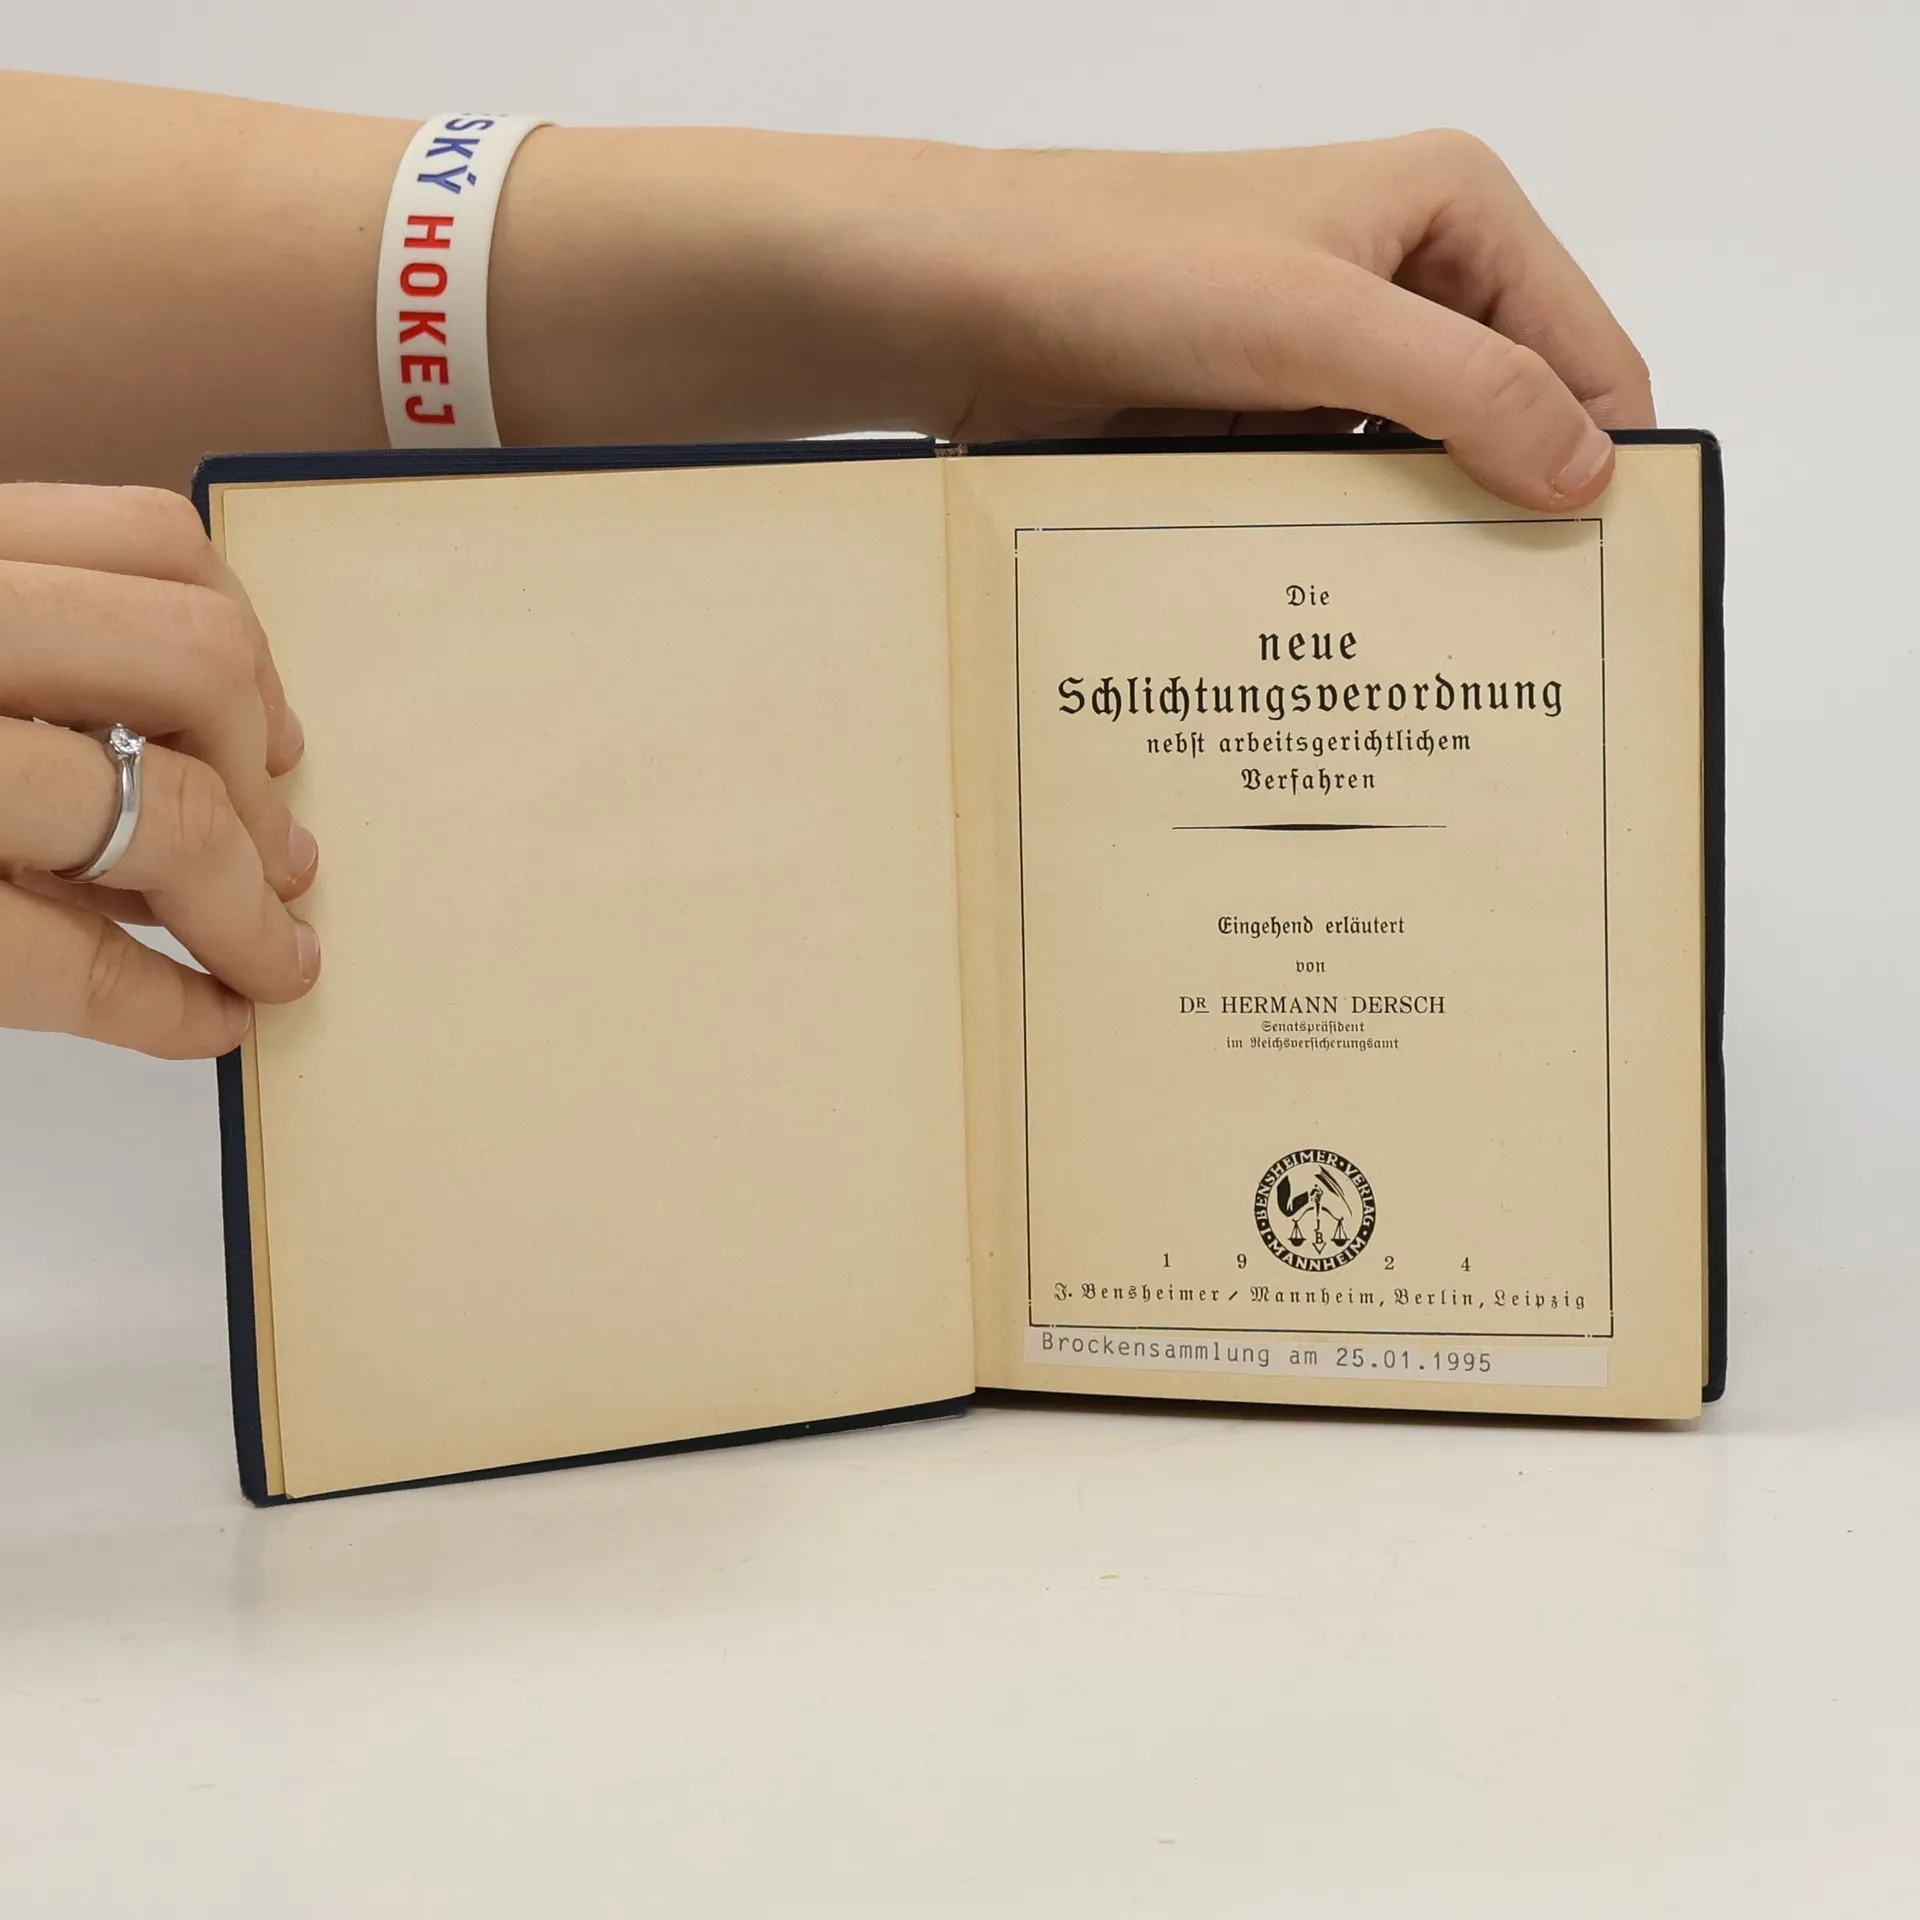 ESKÝ HOKEJ
Die
neue
Schlichtungsverordnung
nebſt arbeitsgerichtlichem
Verfahren
Eingehend erläutert
von
DR HERMANN DERSCH
Senatspräſident
im Reichsverſicherungsamt
J. BENSHEIMER · VERLAG · MANNHEIM
J
B
V
1 9 2 4
J. Bensheimer / Mannheim, Berlin, Leipzig
Brockensammlung am 25.01.1995